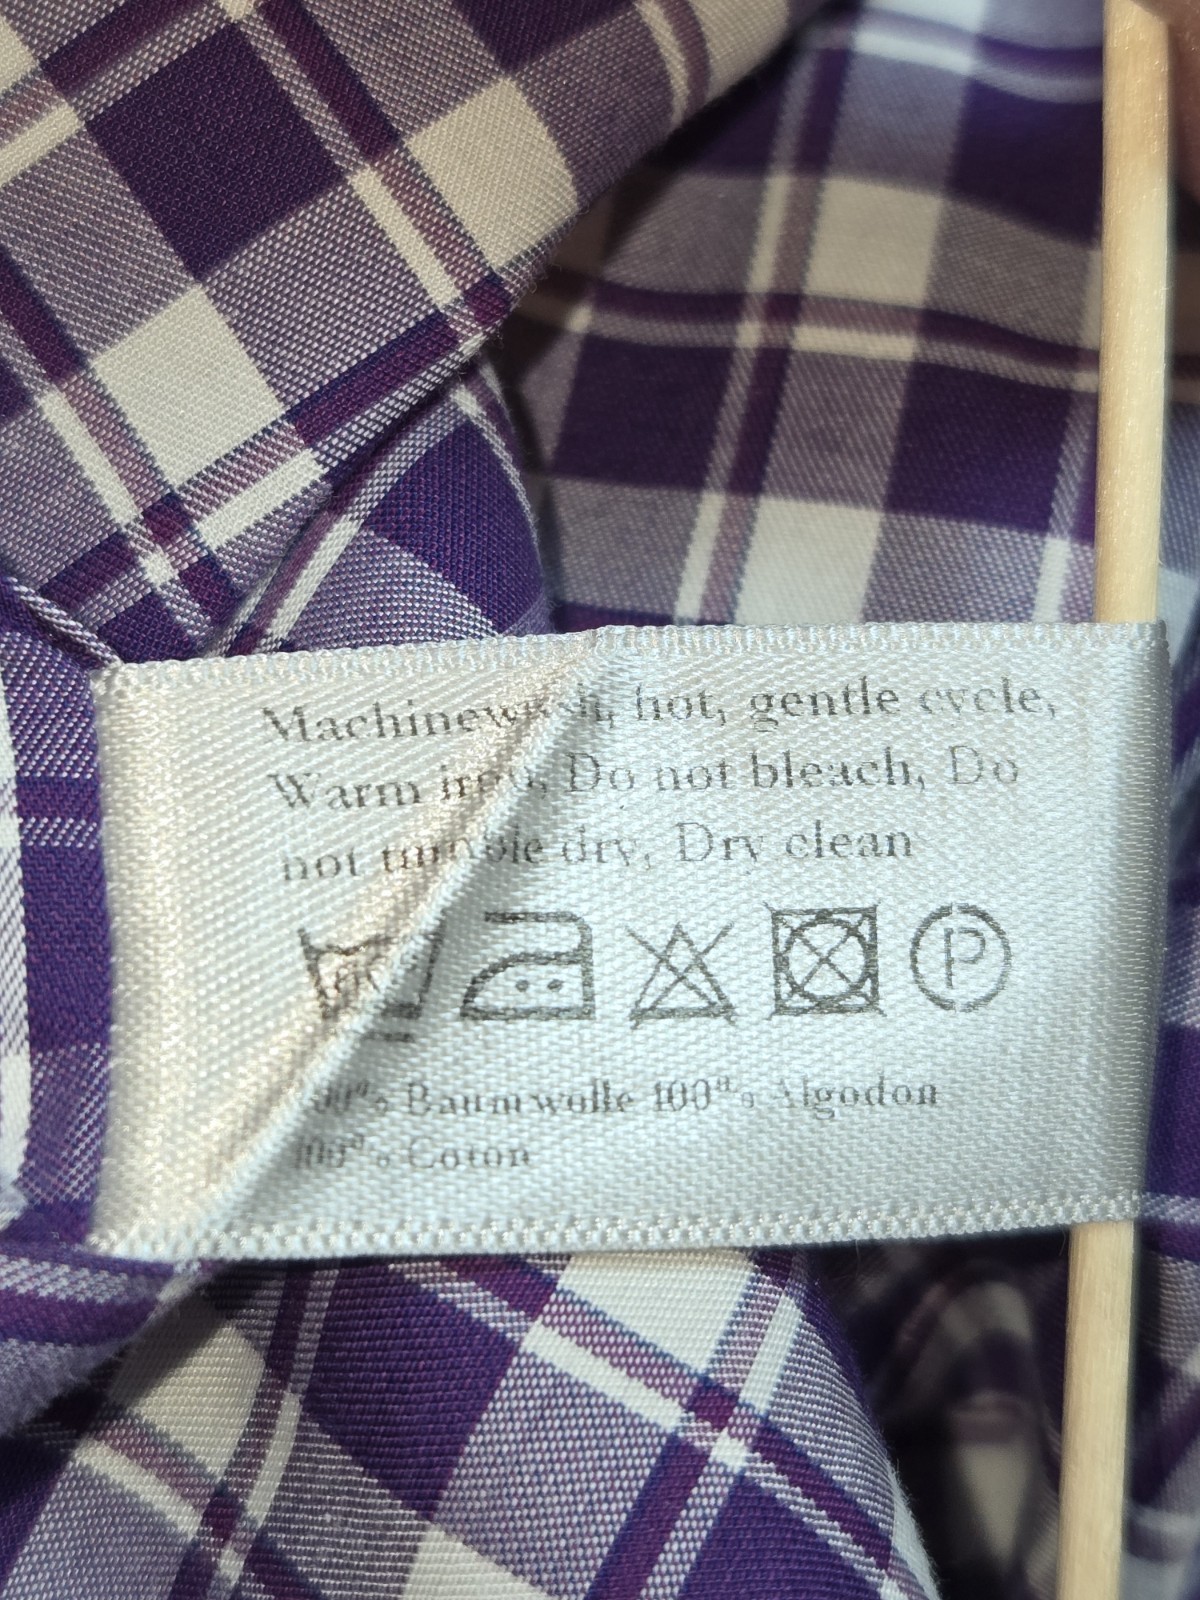 Machinewash, hot, gentle cycle,
Warm iron, Do not bleach, Do
not tumble dry, Dry clean
P
100% Baumwolle 100% Algodon
100% Coton